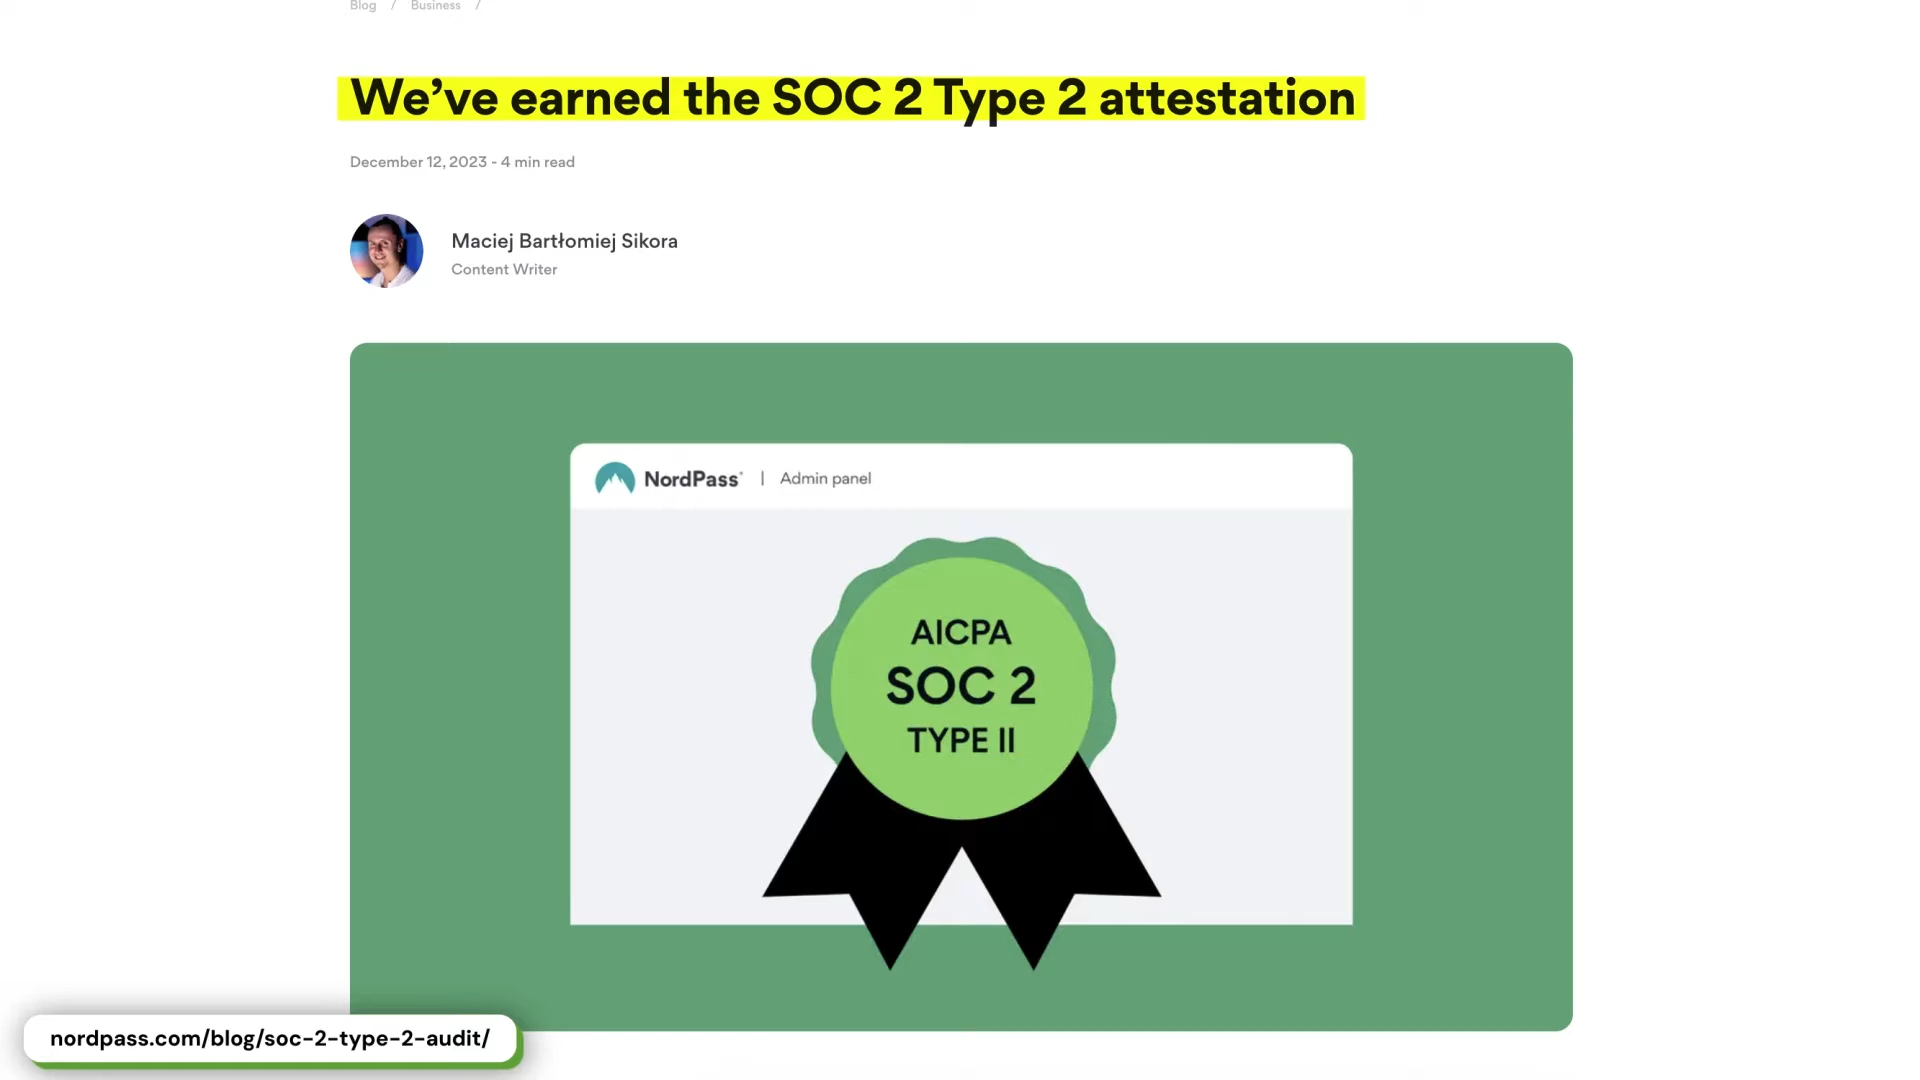 Blog / Business /
We’ve earned the SOC 2 Type 2 attestation
December 12, 2023 - 4 min read
Maciej Bartłomiej Sikora
Content Writer
NordPass® | Admin panel
AICPA
SOC 2
TYPE II
nordpass.com/blog/soc-2-type-2-audit/